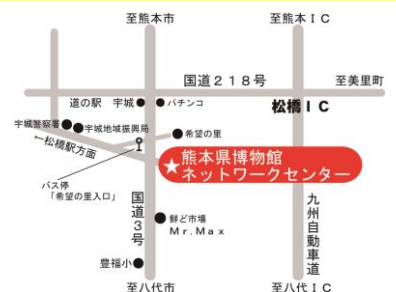 至熊本市
至熊本IC
国道218号
至美里町
道の駅 宇城
パチンコ
松橋IC
宇城警察署
宇城地域振興局
希望の里
←松橋駅方面
熊本県博物館
ネットワークセンター
バス停
「希望の里入口」
国道3号
鮮ど市場
Mr.Max
九州自動車道
豊福小
至八代市
至八代IC